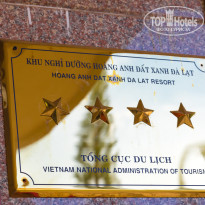 TOP Hotels
KHU NGHỈ DƯỠNG HOÀNG ANH ĐẤT XANH ĐÀ LẠT
HOANG ANH DAT XANH DA LAT RESORT
TỔNG CỤC DU LỊCH
VIETNAM NATIONAL ADMINISTRATION OF TOURISM